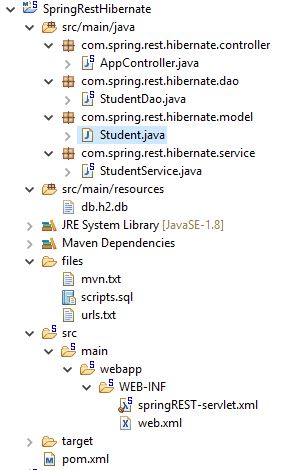 SpringRestHibernate
src/main/java
com.spring.rest.hibernate.controller
AppController.java
com.spring.rest.hibernate.dao
StudentDao.java
com.spring.rest.hibernate.model
Student.java
com.spring.rest.hibernate.service
StudentService.java
src/main/resources
db.h2.db
JRE System Library [JavaSE-1.8]
Maven Dependencies
files
mvn.txt
scripts.sql
urls.txt
src
main
webapp
WEB-INF
springREST-servlet.xml
web.xml
target
pom.xml